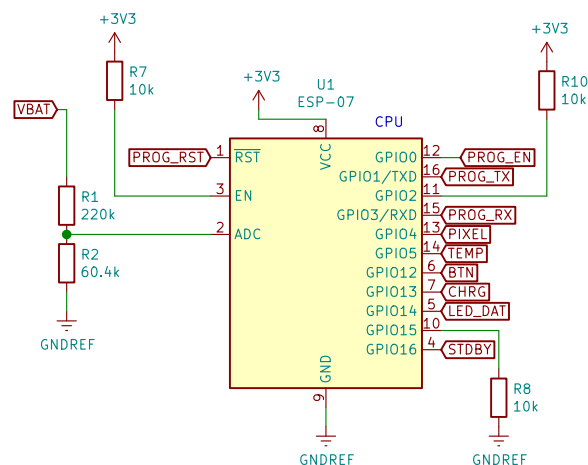 +3V3
R7
10k
VBAT
R1
220k
R2
60.4k
GNDREF
+3V3
U1
ESP-07
CPU
PROG_RST
1
RST
3
EN
2
ADC
8
VCC
GND
9
GNDREF
GPIO0
12
PROG_EN
GPIO1/TXD
16
PROG_TX
GPIO2
11
GPIO3/RXD
15
PROG_RX
GPIO4
13
PIXEL
GPIO5
14
TEMP
GPIO12
6
BTN
GPIO13
7
CHRG
GPIO14
5
LED_DAT
GPIO15
10
GPIO16
4
STDBY
+3V3
R10
10k
R8
10k
GNDREF